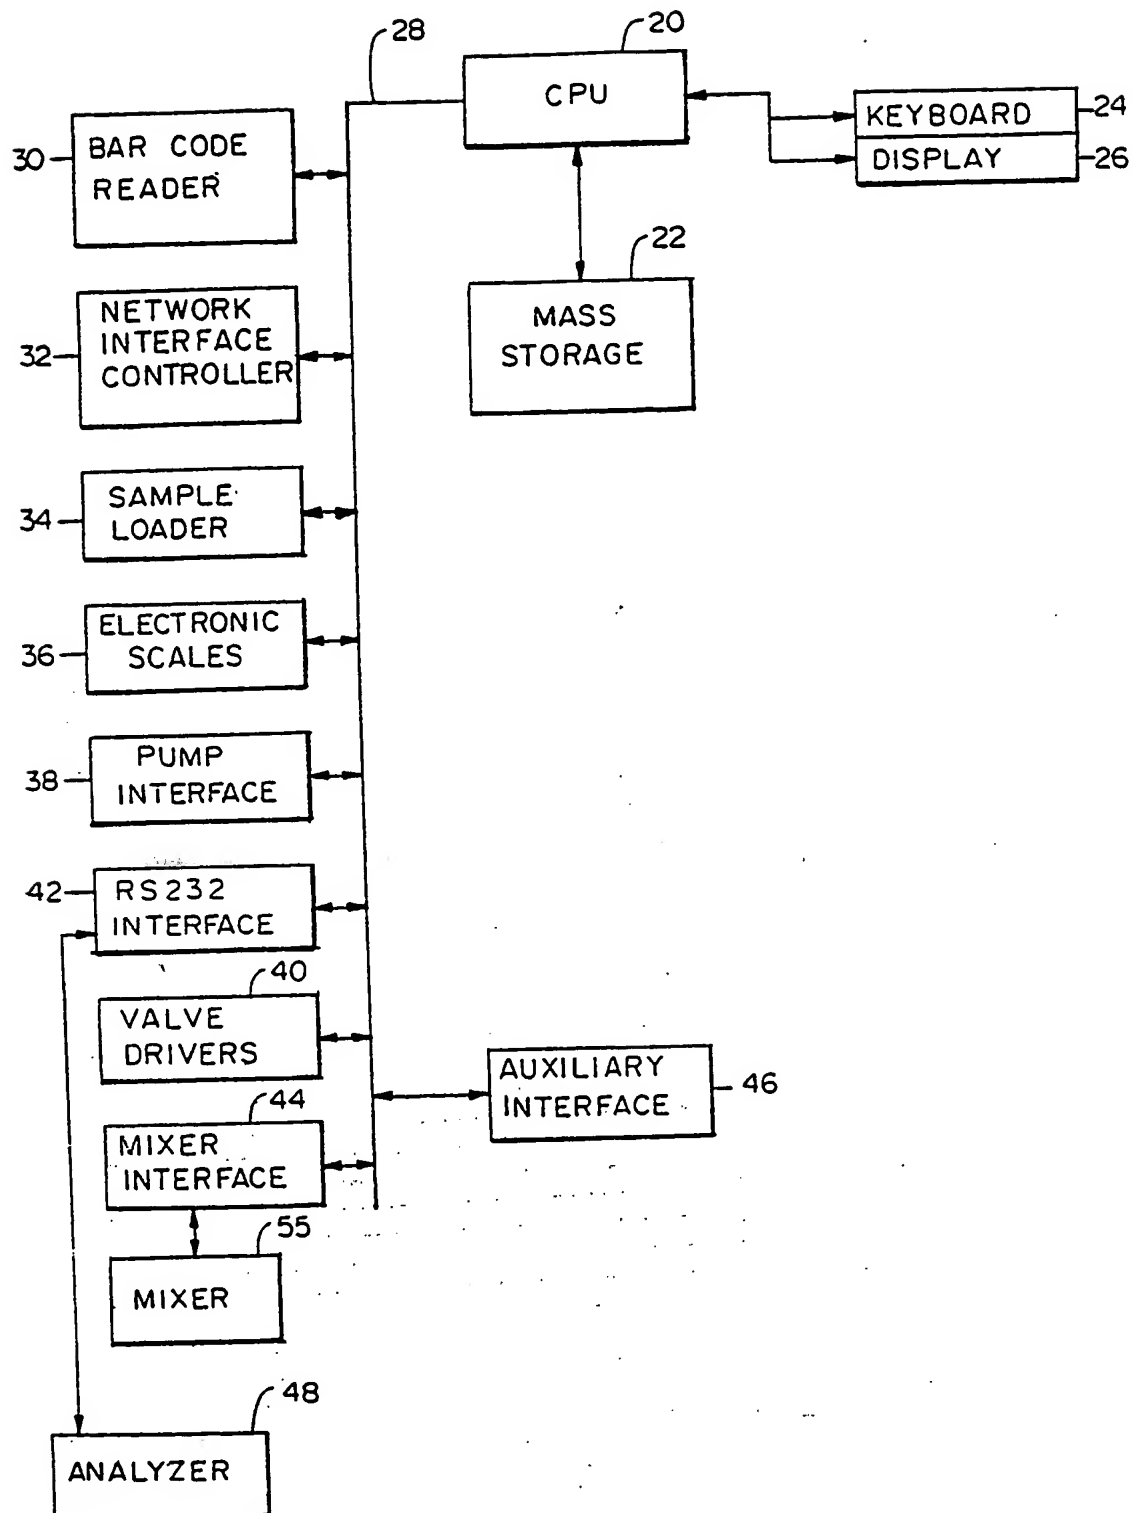 28
20
CPU
KEYBOARD
24
DISPLAY
26
30
BAR CODE
READER
22
MASS
STORAGE
32
NETWORK
INTERFACE
CONTROLLER
34
SAMPLE
LOADER
36
ELECTRONIC
SCALES
38
PUMP
INTERFACE
42
RS232
INTERFACE
40
VALVE
DRIVERS
AUXILIARY
INTERFACE
46
44
MIXER
INTERFACE
55
MIXER
48
ANALYZER